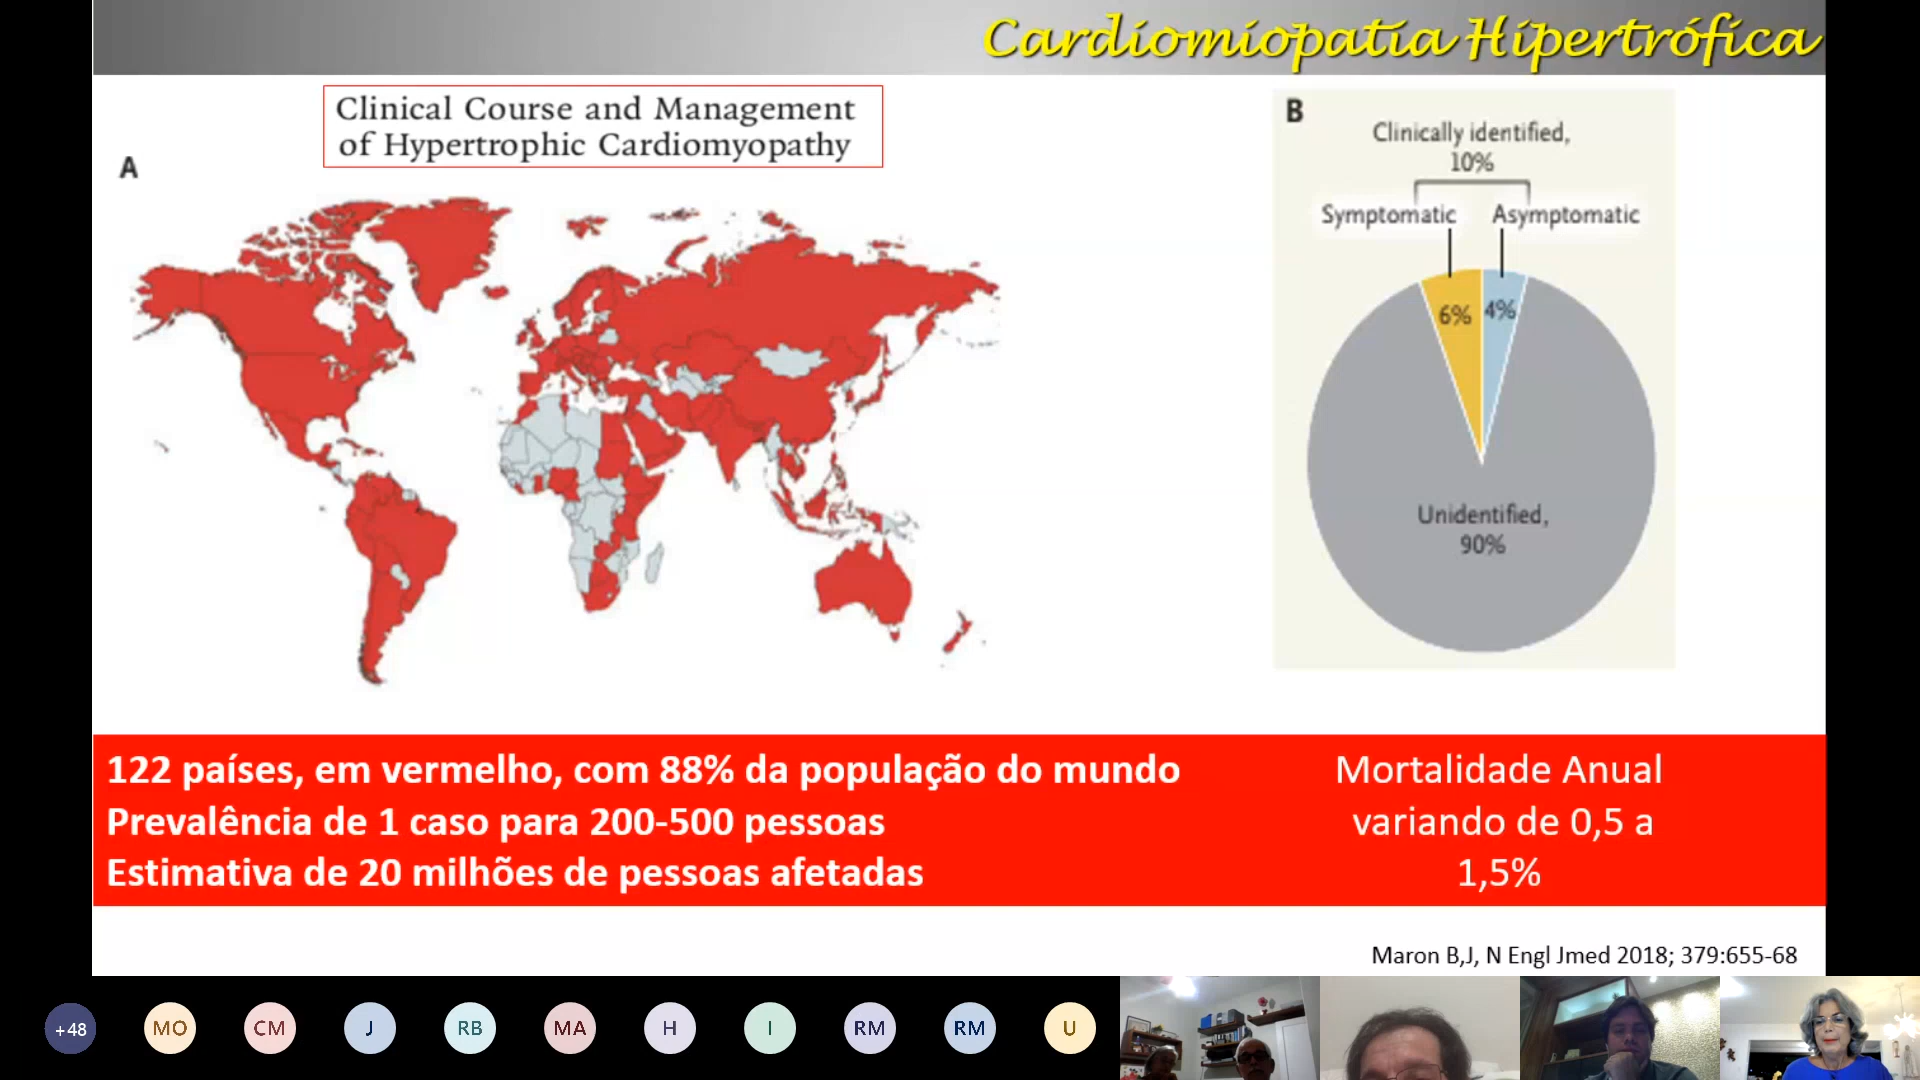 Cardiomiopatia Hipertrófica
Clinical Course and Management
of Hypertrophic Cardiomyopathy
A
B
Clinically identified,
10%
Symptomatic
Asymptomatic
6%
4%
Unidentified,
90%
122 países, em vermelho, com 88% da população do mundo
Prevalência de 1 caso para 200-500 pessoas
Estimativa de 20 milhões de pessoas afetadas
Mortalidade Anual
variando de 0,5 a
1,5%
Maron B,J, N Engl Jmed 2018; 379:655-68
+48
MO
CM
J
RB
MA
H
I
RM
RM
U